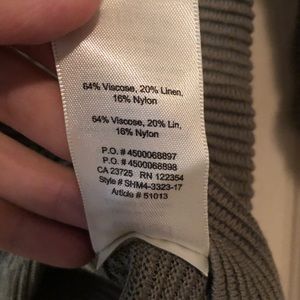 64% Viscose, 20% Linen,
16% Nylon
64% Viscose, 20% Lin,
16% Nylon
P.O. # 4500068897
P.O. # 4500068898
CA 23725 RN 122354
Style # SHM4-3323-17
Article # 51013